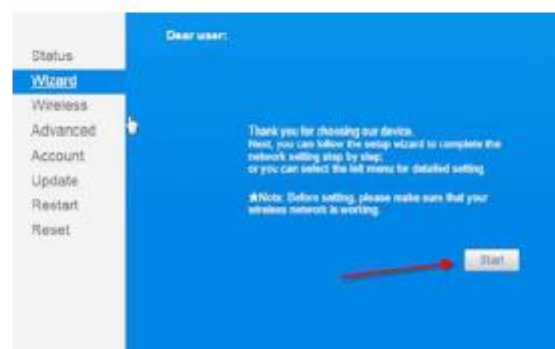 Dear user:
Status
Wizard
Wireless
Advanced
Account
Update
Restart
Reset
Thank you for choosing our device.
Next, you can follow the setup wizard to complete the
network setting step by step;
or you can select the left menu for detailed setting
★Note: Before setting, please make sure that your
wireless network is working.
Start